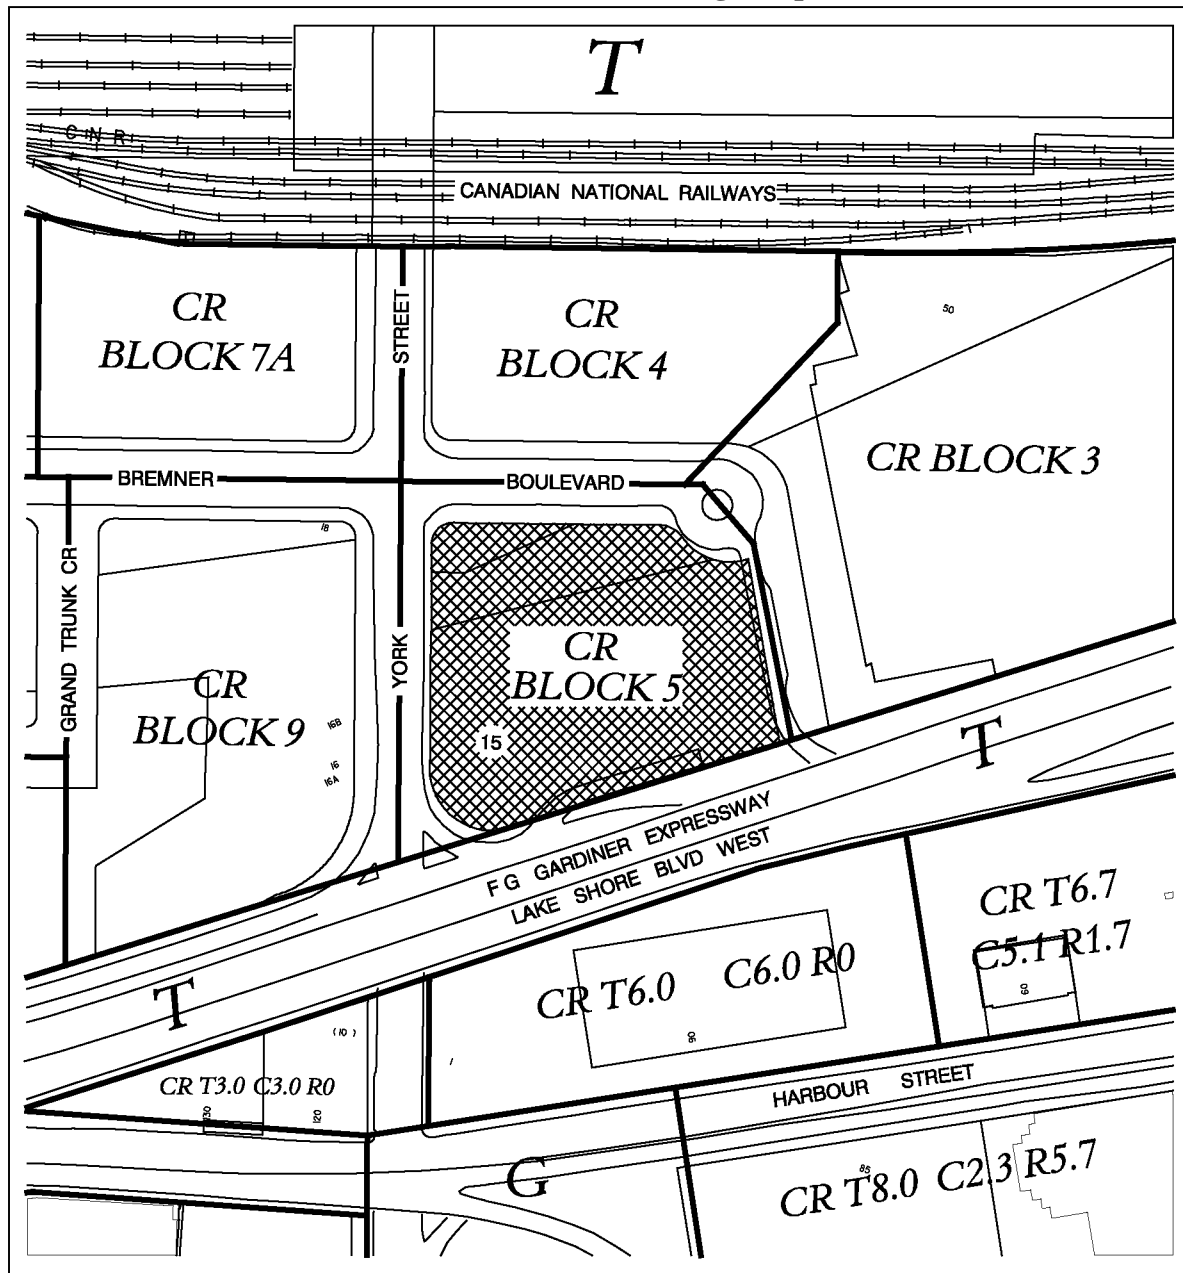 T
C N R
CANADIAN NATIONAL RAILWAYS
CR
BLOCK 7A
STREET
CR
BLOCK 4
50
CR BLOCK 3
BREMNER
BOULEVARD
18
GRAND TRUNK CR
YORK
CR
BLOCK 5
15
CR
BLOCK 9
16B
16
16A
T
F G GARDINER EXPRESSWAY
LAKE SHORE BLVD WEST
CR T6.7
C5.1 R1.7
60
CR T6.0 C6.0 R0
90
T
(10)
1
CR T3.0 C3.0 R0
130
120
HARBOUR STREET
G
85
CR T8.0 C2.3 R5.7